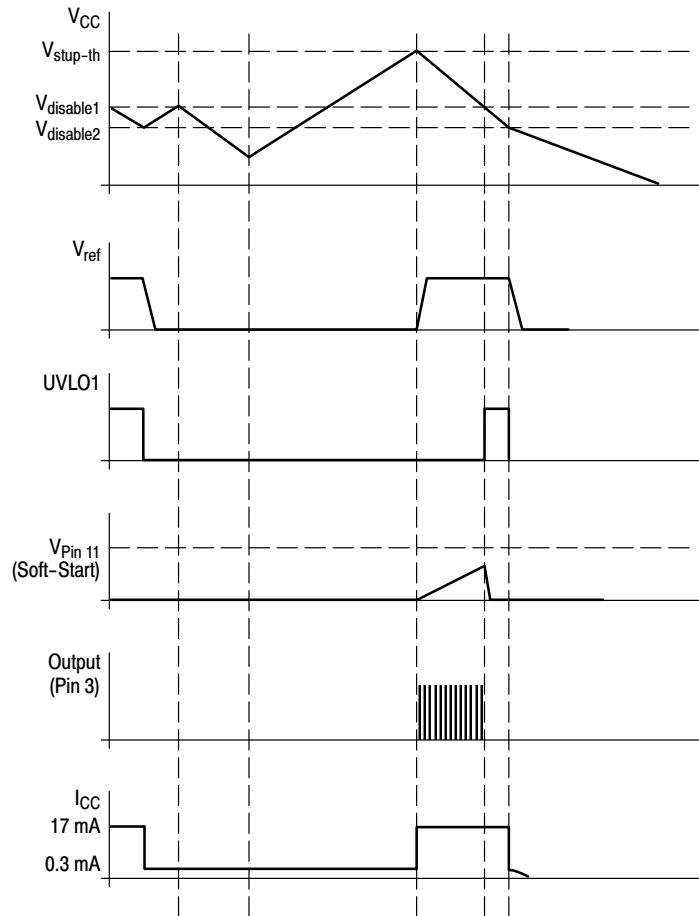 VCC
Vstup-th
Vdisable1
Vdisable2
Vref
UVLO1
VPin 11
(Soft-Start)
Output
(Pin 3)
ICC
17 mA
0.3 mA